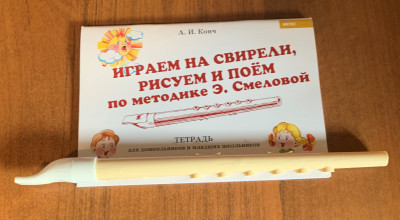 Л. И. Конч
ИГРАЕМ НА СВИРЕЛИ,
РИСУЕМ И ПОЁМ
по методике Э. Смеловой
ТЕТРАДЬ
для дошкольников и младших школьников